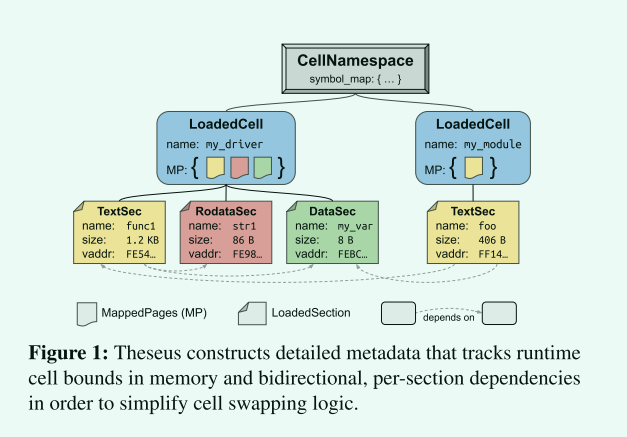 CellNamespace
symbol_map: { ... }
LoadedCell
name: my_driver
MP: { }
LoadedCell
name: my_module
MP: { }
TextSec
name: func1
size: 1.2 KB
vaddr: FE54…
RodataSec
name: str1
size: 86 B
vaddr: FE98…
DataSec
name: my_var
size: 8 B
vaddr: FEBC…
TextSec
name: foo
size: 406 B
vaddr: FF14…
MappedPages (MP)
LoadedSection
depends on
Figure 1: Theseus constructs detailed metadata that tracks runtime
cell bounds in memory and bidirectional, per-section dependencies
in order to simplify cell swapping logic.